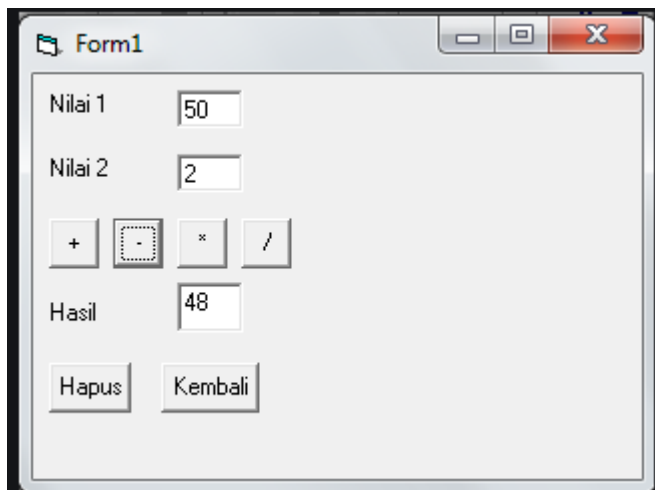 Form1
Nilai 1 50
Nilai 2 2
+ - * /
Hasil 48
Hapus Kembali